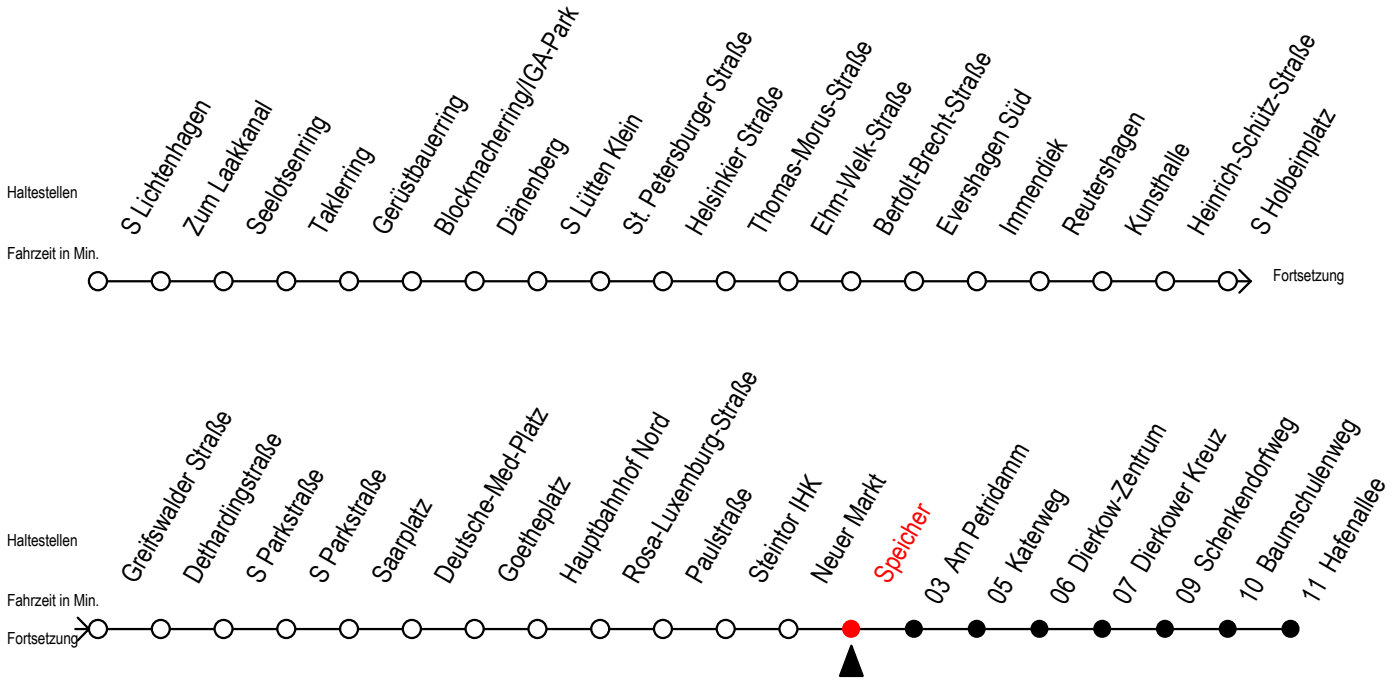 Haltestellen
S Lichtenhagen
Zum Laakkanal
Seelotsenring
Taklerring
Gerüstbauerring
Blockmacherring/IGA-Park
Dänenberg
S Lütten Klein
St. Petersburger Straße
Helsinkier Straße
Thomas-Morus-Straße
Ehm-Welk-Straße
Bertolt-Brecht-Straße
Evershagen Süd
Immendiek
Reutershagen
Kunsthalle
Heinrich-Schütz-Straße
S Holbeinplatz
Fahrzeit in Min.
Fortsetzung
Haltestellen
Greifswalder Straße
Dethardingstraße
S Parkstraße
S Parkstraße
Saarplatz
Deutsche-Med-Platz
Goetheplatz
Hauptbahnhof Nord
Rosa-Luxemburg-Straße
Paulstraße
Steintor IHK
Neuer Markt
Speicher
03 Am Petridamm
05 Katenweg
06 Dierkow-Zentrum
07 Dierkower Kreuz
09 Schenkendorfweg
10 Baumschulenweg
11 Hafenallee
Fahrzeit in Min.
Fortsetzung